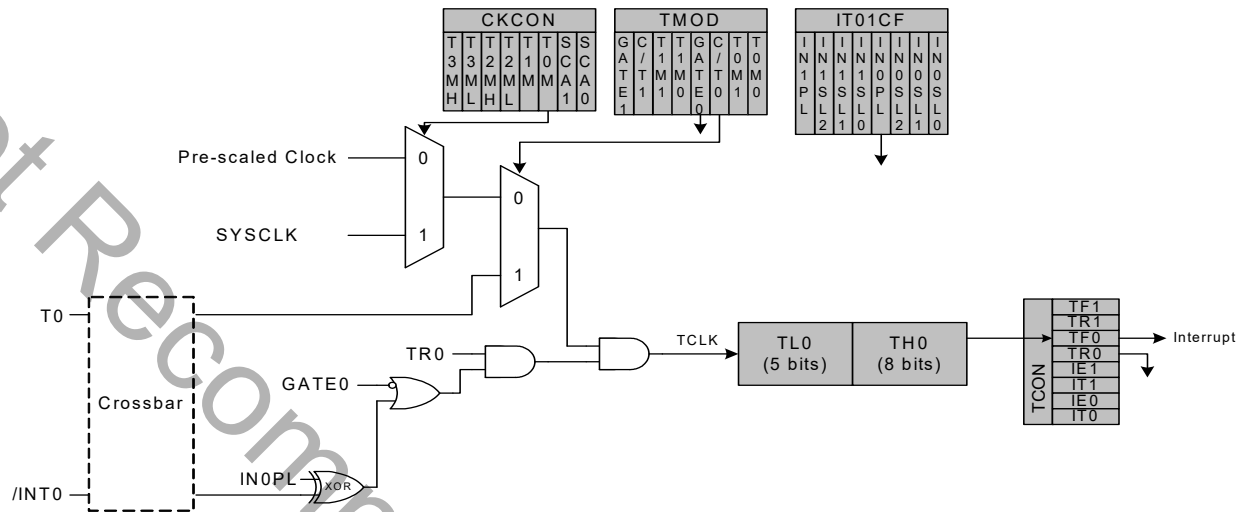 CKCON
T3MH T3ML T2MH T2ML T1M T0M SCA1 SCA0
TMOD
GATE1 C/T1 T1M1 T1M0 GATE0 C/T0 T0M1 T0M0
IT01CF
IN1PL IN1SL2 IN1SL1 IN1SL0 IN0PL IN0SL2 IN0SL1 IN0SL0
Pre-scaled Clock
0
SYSCLK
1
0
1
T0
Crossbar
/INT0
TR0
GATE0
IN0PL
XOR
TCLK
TL0
(5 bits)
TH0
(8 bits)
TCON
TF1
TR1
TF0
TR0
IE1
IT1
IE0
IT0
Interrupt